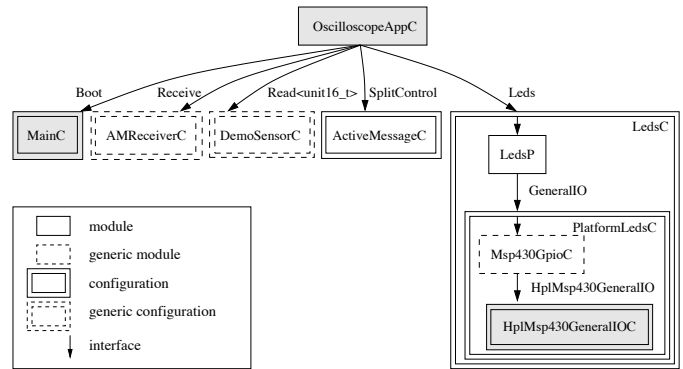 OscilloscopeAppC
Boot
Receive
Read<unit16_t>
SplitControl
Leds
MainC
AMReceiverC
DemoSensorC
ActiveMessageC
LedsC
LedsP
GeneralIO
PlatformLedsC
Msp430GpioC
HplMsp430GeneralIO
HplMsp430GeneralIOC
module
generic module
configuration
generic configuration
interface